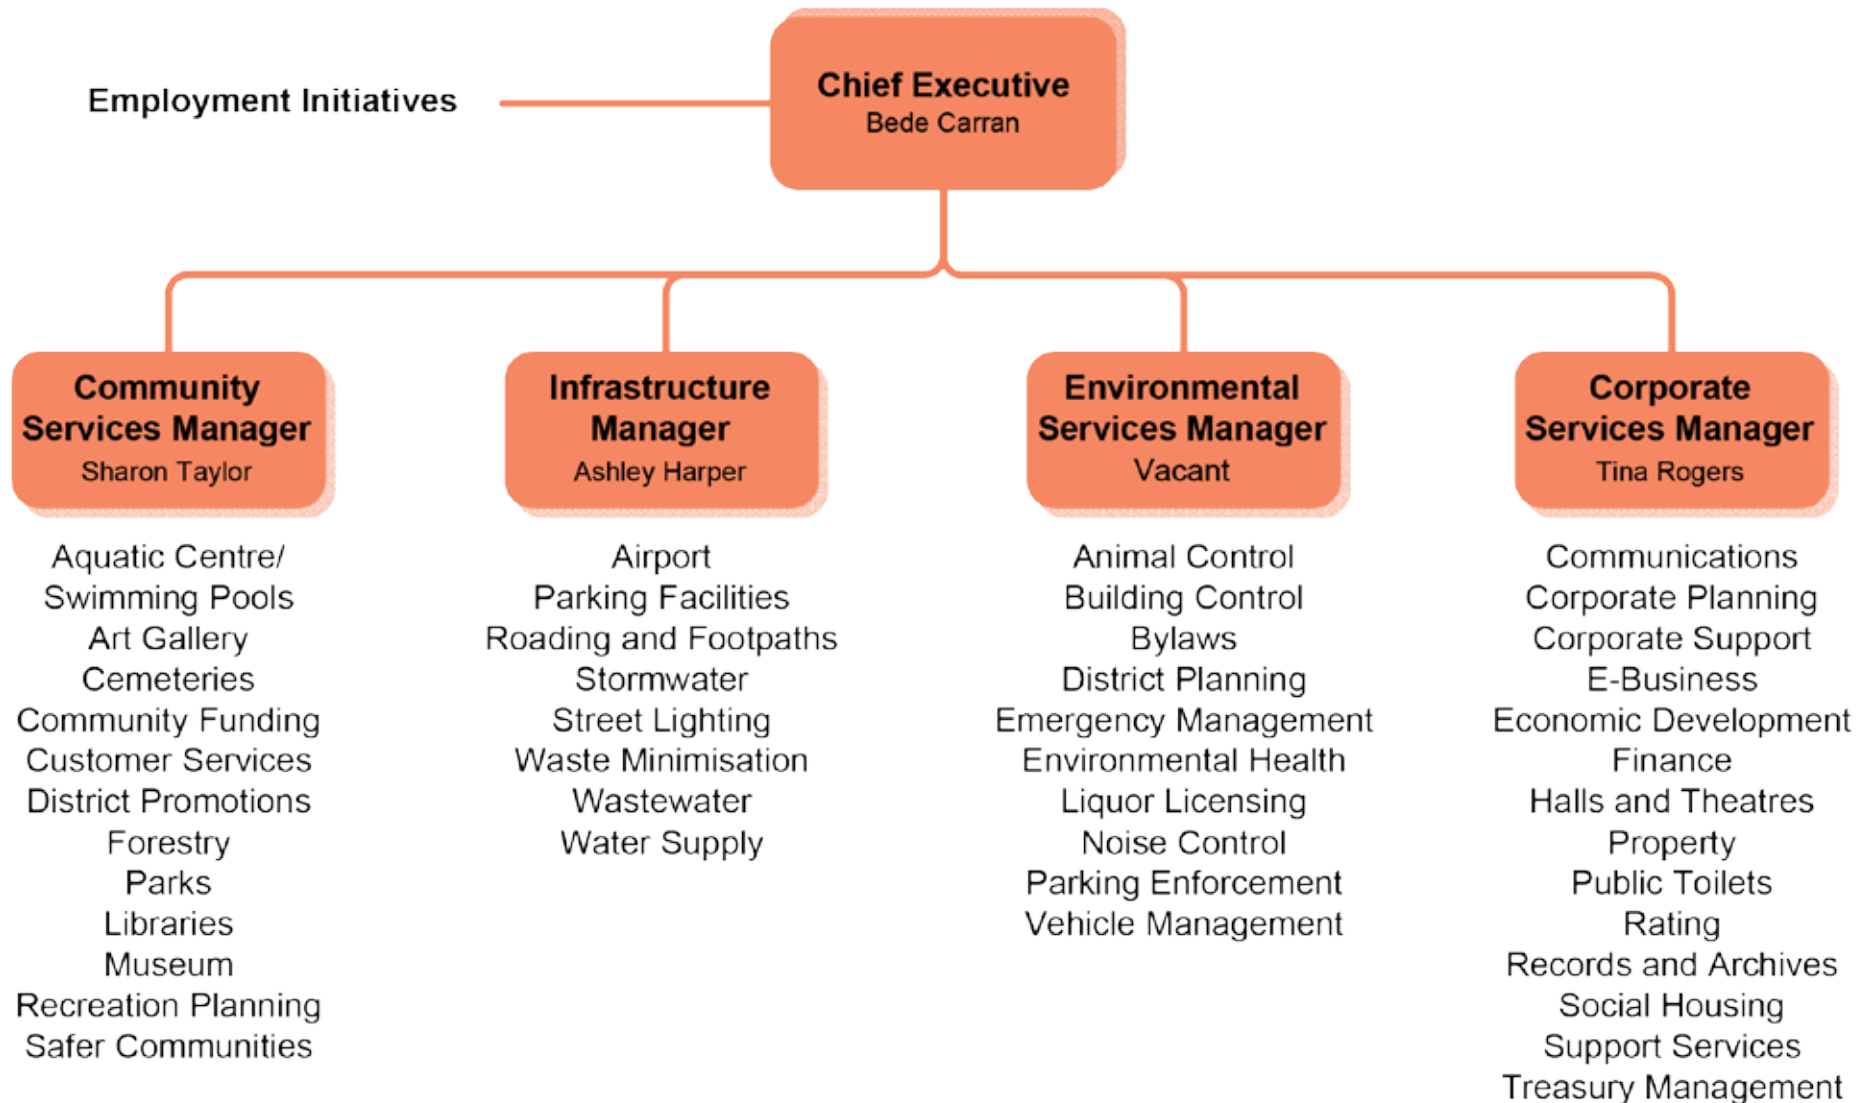 Employment Initiatives
Chief Executive
Bede Carran
Community
Services Manager
Sharon Taylor
Aquatic Centre/
Swimming Pools
Art Gallery
Cemeteries
Community Funding
Customer Services
District Promotions
Forestry
Parks
Libraries
Museum
Recreation Planning
Safer Communities
Infrastructure
Manager
Ashley Harper
Airport
Parking Facilities
Roading and Footpaths
Stormwater
Street Lighting
Waste Minimisation
Wastewater
Water Supply
Environmental
Services Manager
Vacant
Animal Control
Building Control
Bylaws
District Planning
Emergency Management
Environmental Health
Liquor Licensing
Noise Control
Parking Enforcement
Vehicle Management
Corporate
Services Manager
Tina Rogers
Communications
Corporate Planning
Corporate Support
E-Business
Economic Development
Finance
Halls and Theatres
Property
Public Toilets
Rating
Records and Archives
Social Housing
Support Services
Treasury Management